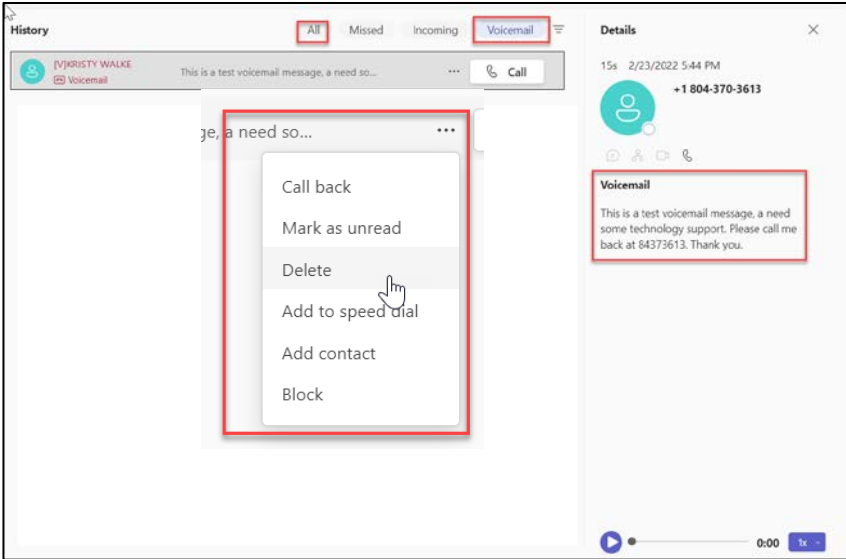 History
All Missed Incoming Voicemail
[V]KRISTY WALKE
Voicemail
This is a test voicemail message, a need so...
...
Call
ge, a need so...
...
Call back
Mark as unread
Delete
Add to speed dial
Add contact
Block
Details
15s 2/23/2022 5:44 PM
+1 804-370-3613
Voicemail
This is a test voicemail message, a need
some technology support. Please call me
back at 84373613. Thank you.
0:00 1x